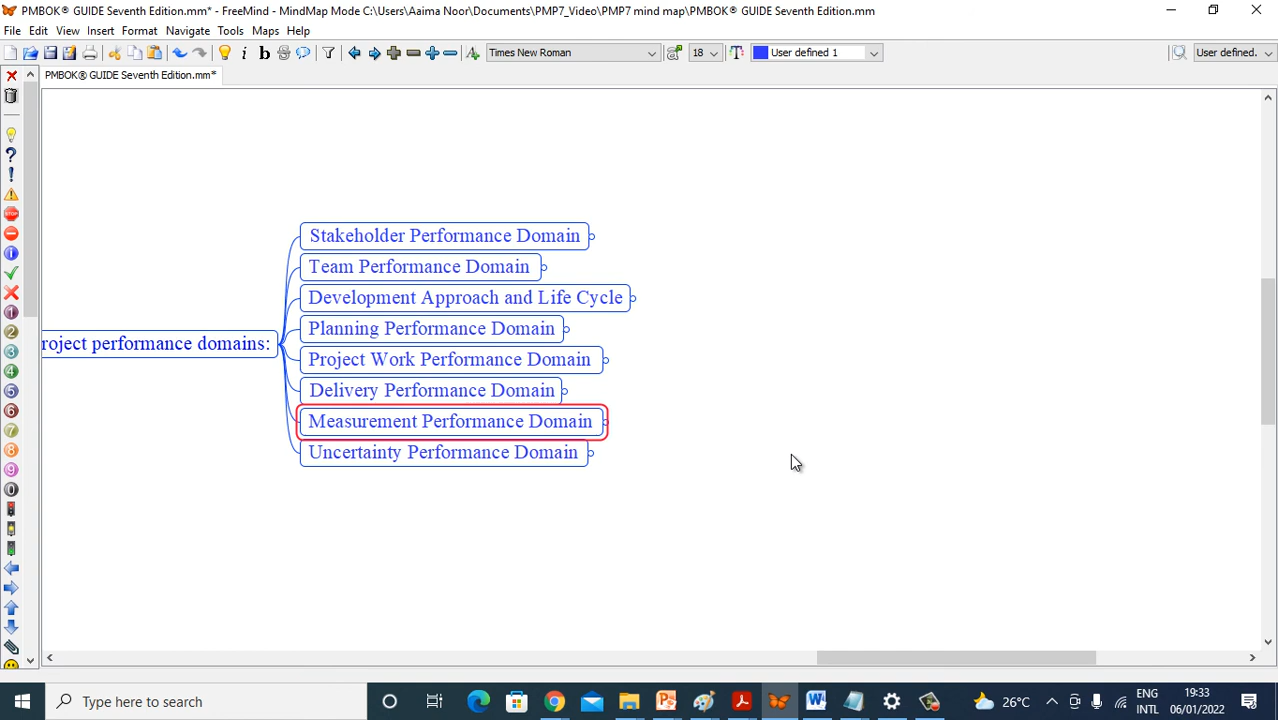 PMBOK® GUIDE Seventh Edition.mm* - FreeMind - MindMap Mode C:\Users\Aaima Noor\Documents\PMP7_Video\PMP7 mind map\PMBOK® GUIDE Seventh Edition.mm
File Edit View Insert Format Navigate Tools Maps Help
Times New Roman 18 User defined 1 User defined.
PMBOK® GUIDE Seventh Edition.mm*
Stakeholder Performance Domain
Team Performance Domain
Development Approach and Life Cycle
Planning Performance Domain
roject performance domains:
Project Work Performance Domain
Delivery Performance Domain
Measurement Performance Domain
Uncertainty Performance Domain
Type here to search
26°C
ENG
INTL
19:33
06/01/2022